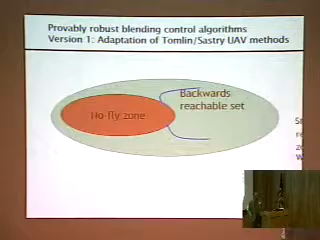 Provably robust blending control algorithms
Version 1: Adaptation of Tomlin/Sastry UAV methods
Backwards
reachable set
No-fly zone